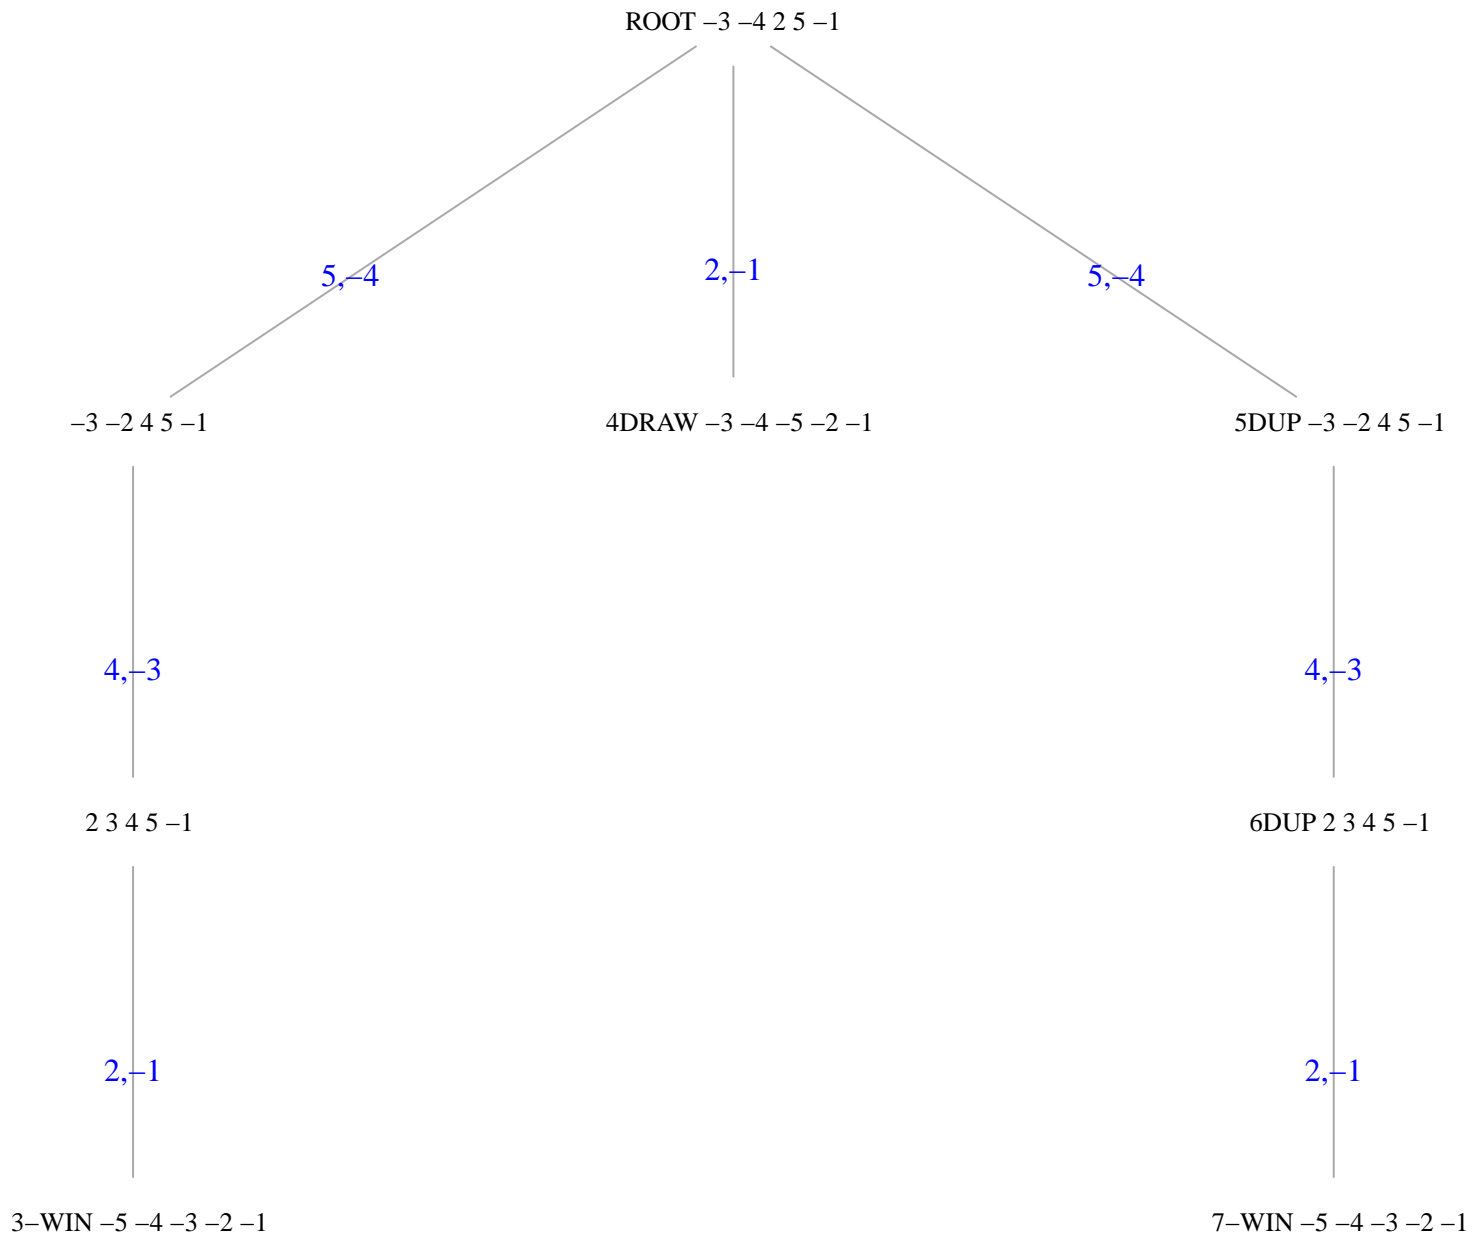 ROOT –3 –4 2 5 –1
5,–4
2,–1
5,–4
–3 –2 4 5 –1
4DRAW –3 –4 –5 –2 –1
5DUP –3 –2 4 5 –1
4,–3
4,–3
2 3 4 5 –1
6DUP 2 3 4 5 –1
2,–1
2,–1
3–WIN –5 –4 –3 –2 –1
7–WIN –5 –4 –3 –2 –1